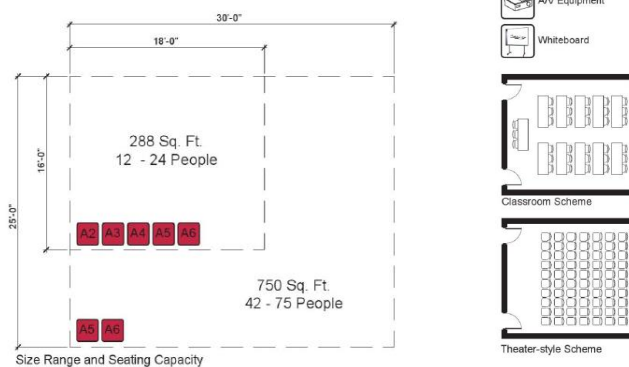 30'-0"
18'-0"
25'-0"
16'-0"
288 Sq. Ft.
12 - 24 People
A2 A3 A4 A5 A6
750 Sq. Ft.
42 - 75 People
A5 A6
Size Range and Seating Capacity
A/V Equipment
Whiteboard
Classroom Scheme
Theater-style Scheme